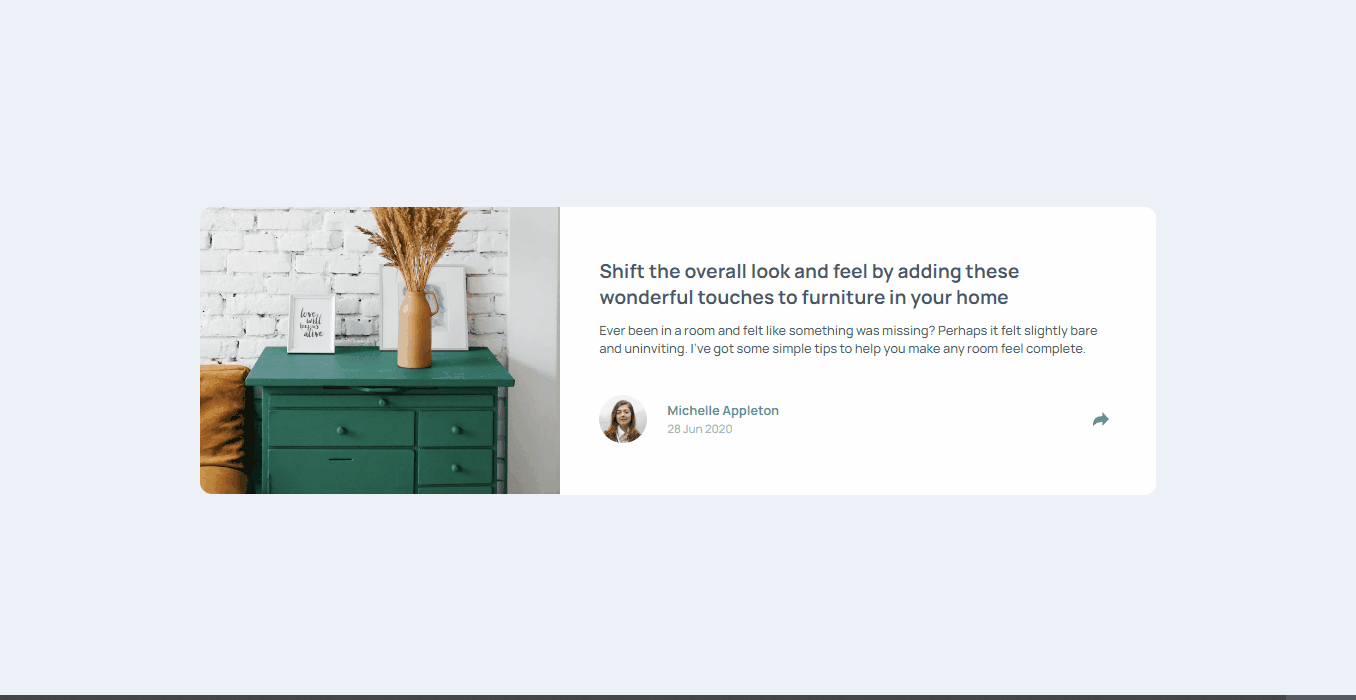 love
will
keep us
alive
Shift the overall look and feel by adding these
wonderful touches to furniture in your home
Ever been in a room and felt like something was missing? Perhaps it felt slightly bare
and uninviting. I've got some simple tips to help you make any room feel complete.
Michelle Appleton
28 Jun 2020